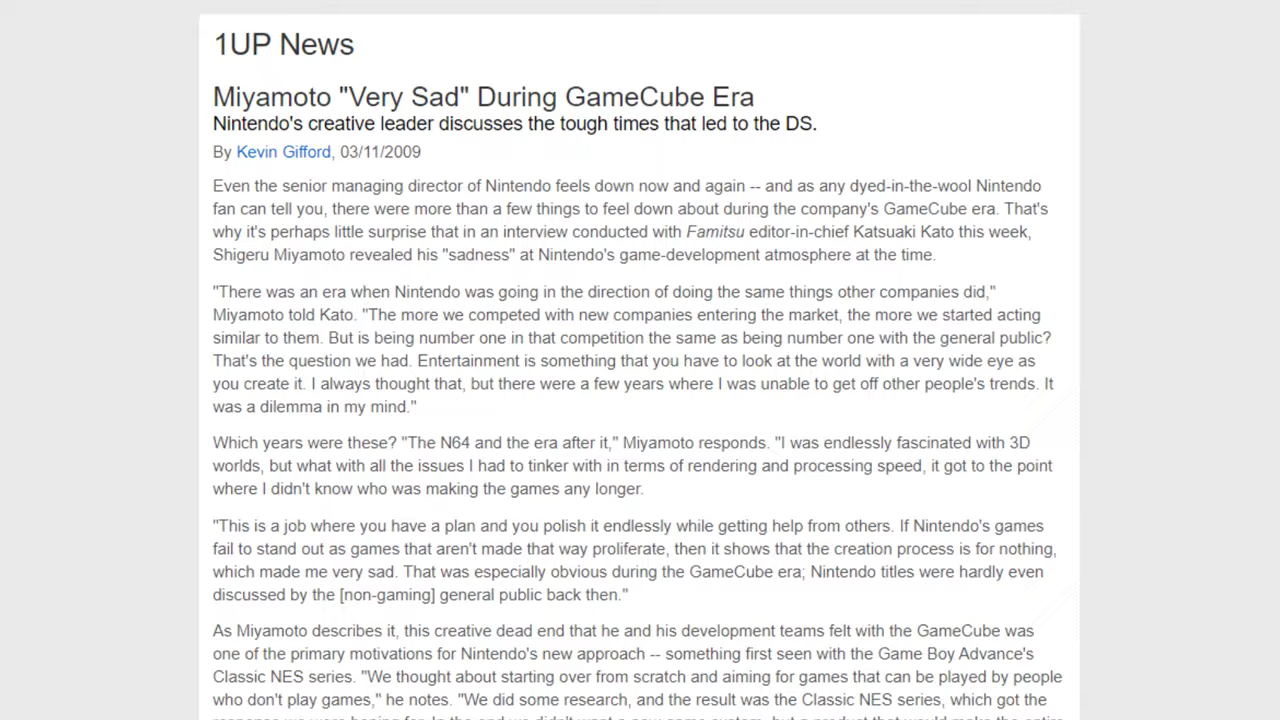 1UP News
Miyamoto "Very Sad" During GameCube Era
Nintendo's creative leader discusses the tough times that led to the DS.
By Kevin Gifford, 03/11/2009
Even the senior managing director of Nintendo feels down now and again -- and as any dyed-in-the-wool Nintendo
fan can tell you, there were more than a few things to feel down about during the company's GameCube era. That's
why it's perhaps little surprise that in an interview conducted with Famitsu editor-in-chief Katsuaki Kato this week,
Shigeru Miyamoto revealed his "sadness" at Nintendo's game-development atmosphere at the time.
"There was an era when Nintendo was going in the direction of doing the same things other companies did,"
Miyamoto told Kato. "The more we competed with new companies entering the market, the more we started acting
similar to them. But is being number one in that competition the same as being number one with the general public?
That's the question we had. Entertainment is something that you have to look at the world with a very wide eye as
you create it. I always thought that, but there were a few years where I was unable to get off other people's trends. It
was a dilemma in my mind."
Which years were these? "The N64 and the era after it," Miyamoto responds. "I was endlessly fascinated with 3D
worlds, but what with all the issues I had to tinker with in terms of rendering and processing speed, it got to the point
where I didn't know who was making the games any longer.
"This is a job where you have a plan and you polish it endlessly while getting help from others. If Nintendo's games
fail to stand out as games that aren't made that way proliferate, then it shows that the creation process is for nothing,
which made me very sad. That was especially obvious during the GameCube era; Nintendo titles were hardly even
discussed by the [non-gaming] general public back then."
As Miyamoto describes it, this creative dead end that he and his development teams felt with the GameCube was
one of the primary motivations for Nintendo's new approach -- something first seen with the Game Boy Advance's
Classic NES series. "We thought about starting over from scratch and aiming for games that can be played by people
who don't play games," he notes. "We did some research, and the result was the Classic NES series, which got the